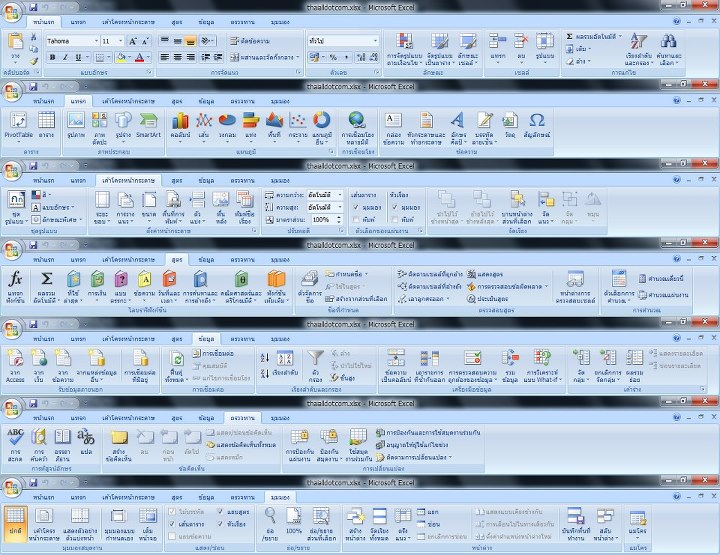 thaalldotcom.xlsx - Microsoft Excel
หน้าแรก แทรก เค้าโครงหน้ากระดาษ สูตร ข้อมูล ตรวจทาน มุมมอง
Tahoma 11 A A ตัดข้อความ ทั่วไป ผลรวมอัตโนมัติ
วาง B I U A ผสานและจัดกึ่งกลาง % การจัดรูปแบบ จัดรูปแบบ ลักษณะ แทรก ลบ รูปแบบ เติม เรียงลำดับ ค้นหาและ
ตามเงื่อนไข เป็นตาราง เซลล์ ล้าง และกรอง เลือก
คลิปบอร์ด แบบอักษร การจัดแนว ตัวเลข ลักษณะ เซลล์ การแก้ไข
thaalldotcom.xlsx - Microsoft Excel
หน้าแรก แทรก เค้าโครงหน้ากระดาษ สูตร ข้อมูล ตรวจทาน มุมมอง
PivotTable ตาราง รูปภาพ ภาพ รูปร่าง SmartArt คอลัมน์ เส้น วงกลม แท่ง พื้นที่ กระจาย แผนภูมิ การเชื่อมโยง กล่อง หัวกระดาษและ อักษร บรรทัด วัตถุ สัญลักษณ์
ตัดปะ อื่น หลายมิติ ข้อความ ท้ายกระดาษ ศิลป์ ลายเซ็น
ตาราง ภาพประกอบ แผนภูมิ การเชื่อมโยง ข้อความ
thaalldotcom.xlsx - Microsoft Excel
หน้าแรก แทรก เค้าโครงหน้ากระดาษ สูตร ข้อมูล ตรวจทาน มุมมอง
สี ความกว้าง: อัตโนมัติ เส้นตาราง หัวเรื่อง
ชุด แบบอักษร ระยะ การวาง ขนาด พื้นที่การ ตัว พื้น พิมพ์ชื่อ ความสูง: อัตโนมัติ มุมมอง มุมมอง นำไปไว้ ย้ายไปไว้ บานหน้าต่าง จัด จัด หมุน
รูปแบบ ลักษณะพิเศษ ขอบ แนว พิมพ์ แบ่ง หลัง เรื่อง มาตราส่วน: 100% พิมพ์ พิมพ์ ข้างหน้าสุด ข้างหลังสุด ส่วนที่เลือก แนว กลุ่ม
ชุดรูปแบบ ตั้งค่าหน้ากระดาษ ปรับพอดี ตัวเลือกของแผ่นงาน จัดเรียง
thaalldotcom.xlsx - Microsoft Excel
หน้าแรก แทรก เค้าโครงหน้ากระดาษ สูตร ข้อมูล ตรวจทาน มุมมอง
กำหนดชื่อ ติดตามเซลล์ที่ถูกอ้าง แสดงสูตร
แทรก ผลรวม ที่ใช้ การเงิน แบบ ข้อความ วันที่และ การค้นหาและ คณิตศาสตร์และ ฟังก์ชัน ตัวจัดการ ใช้ในสูตร ติดตามเซลล์ที่อ้างถึง การตรวจสอบข้อผิดพลาด หน้าต่างการ ตัวเลือกการ คำนวณเดี๋ยวนี้
ฟังก์ชัน อัตโนมัติ ล่าสุด ตรรกะ เวลา การอ้างอิง ตรีโกณมิติ เพิ่มเติม ชื่อ สร้างจากส่วนที่เลือก เอาลูกศรออก ประเมินสูตร ตรวจสอบเซลล์ คำนวณ คำนวณแผ่นงาน
ไลบรารีฟังก์ชัน ชื่อที่กำหนด ตรวจสอบสูตร การคำนวณ
thaalldotcom.xlsx - Microsoft Excel
หน้าแรก แทรก เค้าโครงหน้ากระดาษ สูตร ข้อมูล ตรวจทาน มุมมอง
การเชื่อมต่อ ล้าง แสดงรายละเอียด
จาก จาก จาก จากแหล่งข้อมูล การเชื่อมต่อ ฟื้นฟู คุณสมบัติ เรียงลำดับ ตัว นำไปใช้ใหม่ ข้อความ เอารายการ การตรวจสอบความ รวม การวิเคราะห์ จัด ยกเลิกการ ผลรวม ซ่อนรายละเอียด
Access เว็บ ข้อความ อื่น ที่มีอยู่ ทั้งหมด แก้ไขการเชื่อมโยง กรอง ขั้นสูง เป็นคอลัมน์ ที่ซ้ำกันออก ถูกต้องของข้อมูล ข้อมูล แบบ What-If กลุ่ม จัดกลุ่ม ย่อย
รับข้อมูลภายนอก การเชื่อมต่อ เรียงลำดับและกรอง เครื่องมือข้อมูล เค้าร่าง
thaalldotcom.xlsx - Microsoft Excel
หน้าแรก แทรก เค้าโครงหน้ากระดาษ สูตร ข้อมูล ตรวจทาน มุมมอง
ABC แสดง/ซ่อนข้อคิดเห็น การป้องกันและการใช้สมุดงานร่วมกัน
การ การ อรรถา แปล สร้าง ลบ ก่อน ถัดไป แสดงข้อคิดเห็นทั้งหมด การป้องกัน ป้องกัน ใช้สมุด อนุญาตให้ผู้ใช้แก้ไขช่วง
สะกด ค้นคว้า ภิธาน ข้อคิดเห็น หน้า แสดงหมึก แผ่นงาน สมุดงาน งานร่วมกัน ติดตามการเปลี่ยนแปลง
การพิสูจน์อักษร ข้อคิดเห็น การเปลี่ยนแปลง
thaalldotcom.xlsx - Microsoft Excel
หน้าแรก แทรก เค้าโครงหน้ากระดาษ สูตร ข้อมูล ตรวจทาน มุมมอง
ไม้บรรทัด แถบสูตร แยก แสดงแบบเคียงข้างกัน
ปกติ เค้าโครง แสดงตัวอย่าง มุมมองแบบ เต็ม เส้นตาราง หัวเรื่อง ย่อ 100% ย่อ/ขยาย สร้าง จัดเรียง ตรึง ซ่อน การเลื่อนไปในทางเดียวกัน บันทึกพื้นที่ สลับ แมโคร
หน้ากระดาษ ตัวแบ่งหน้า กำหนดเอง หน้าจอ แถบข้อความ /ขยาย ส่วนที่เลือก หน้าต่าง ทั้งหมด แนว ยกเลิกการซ่อน ตั้งค่าตำแหน่งหน้าต่างใหม่ ทำงาน หน้าต่าง
มุมมองสมุดงาน แสดง/ซ่อน ย่อ/ขยาย หน้าต่าง แมโคร